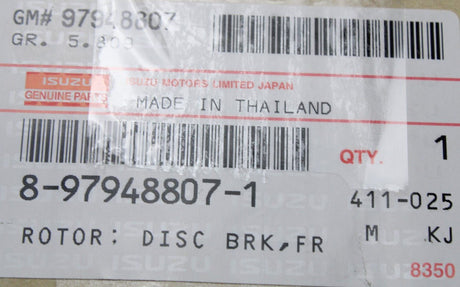 GM# 97948807
GR. 5.803
ISUZU
GENUINE PARTS
ISUZU MOTORS LIMITED JAPAN
MADE IN THAILAND
QTY. 1
8-97948807-1
411-025
ROTOR: DISC BRK,FR
M KJ
8350